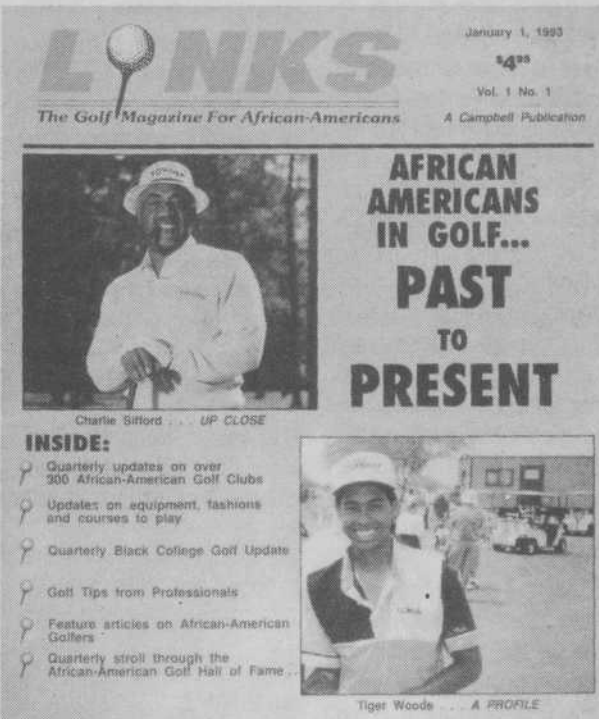 LINKS
The Golf Magazine For African-Americans
January 1, 1993
$4.95
Vol. 1 No. 1
A Campbell Publication
AFRICAN
AMERICANS
IN GOLF...
PAST
TO
PRESENT
Charlie Sifford . . . UP CLOSE
INSIDE:
Quarterly updates on over
300 African-American Golf Clubs
Updates on equipment, fashions
and courses to play
Quarterly Black College Golf Update
Golf Tips from Professionals
Feature articles on African-American
Golfers
Quarterly stroll through the
African-American Golf Hall of Fame ..
Tiger Woods . . . A PROFILE